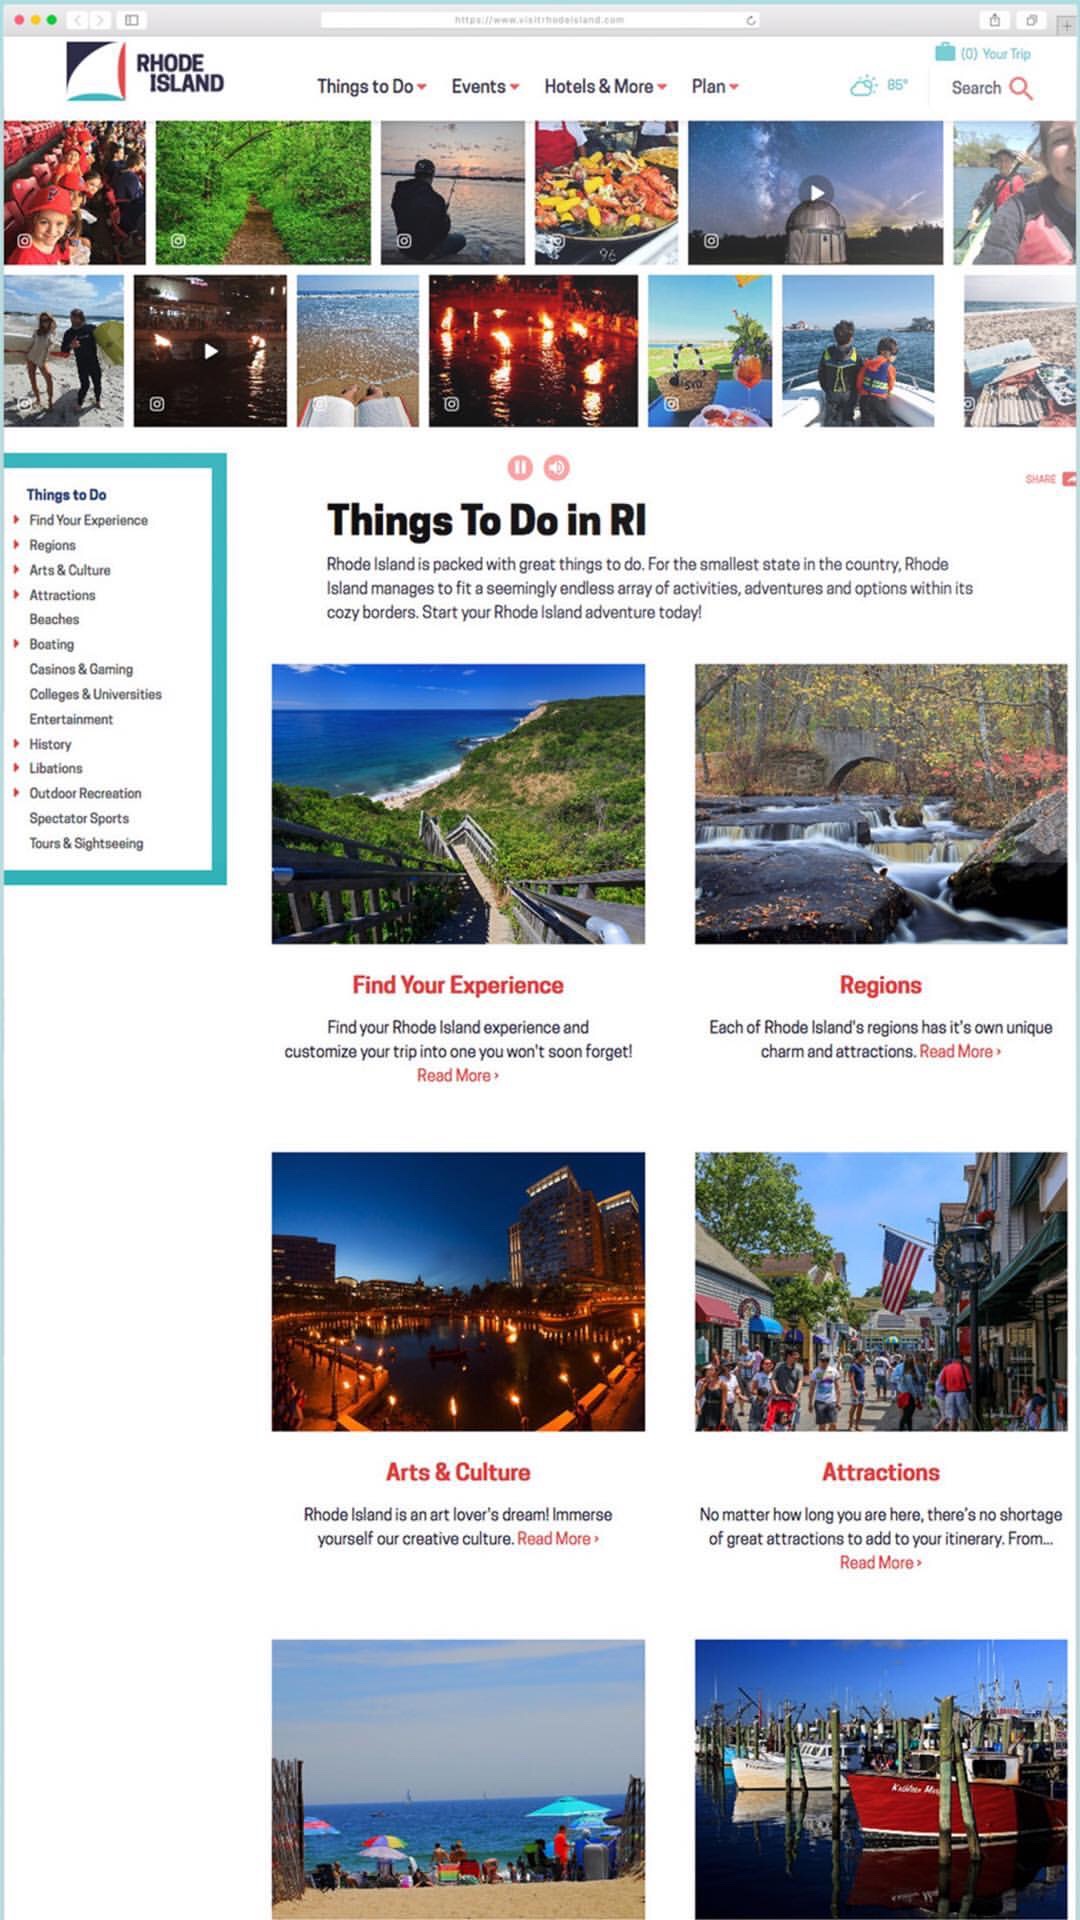 https://www.visitrhodeisland.com
RHODE
ISLAND
Things to Do
Events
Hotels & More
Plan
85°
(0) Your Trip
Search
96
SHARE
Things to Do
Find Your Experience
Regions
Arts & Culture
Attractions
Beaches
Boating
Casinos & Gaming
Colleges & Universities
Entertainment
History
Libations
Outdoor Recreation
Spectator Sports
Tours & Sightseeing
Things To Do in RI
Rhode Island is packed with great things to do. For the smallest state in the country, Rhode
Island manages to fit a seemingly endless array of activities, adventures and options within its
cozy borders. Start your Rhode Island adventure today!
Find Your Experience
Find your Rhode Island experience and
customize your trip into one you won't soon forget!
Read More ›
Regions
Each of Rhode Island's regions has it's own unique
charm and attractions. Read More ›
Arts & Culture
Rhode Island is an art lover's dream! Immerse
yourself our creative culture. Read More ›
Attractions
No matter how long you are here, there's no shortage
of great attractions to add to your itinerary. From...
Read More ›